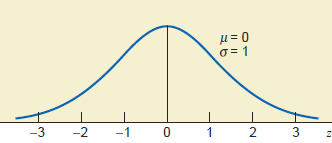 μ = 0
σ = 1
–3 –2 –1 0 1 2 3 z